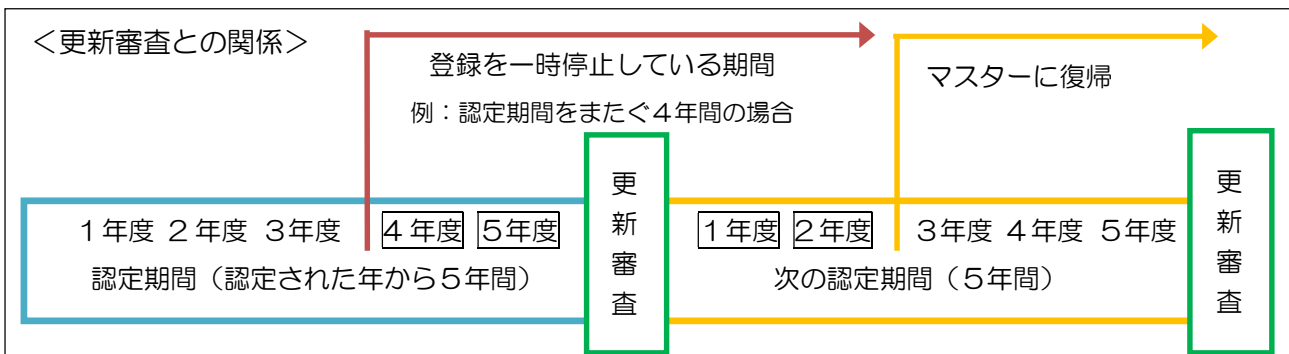 <更新審査との関係>
登録を一時停止している期間
例：認定期間をまたぐ4年間の場合
マスターに復帰
1年度 2年度 3年度 4年度 5年度
認定期間（認定された年から5年間）
更新審査
1年度 2年度 3年度 4年度 5年度
次の認定期間（5年間）
更新審査